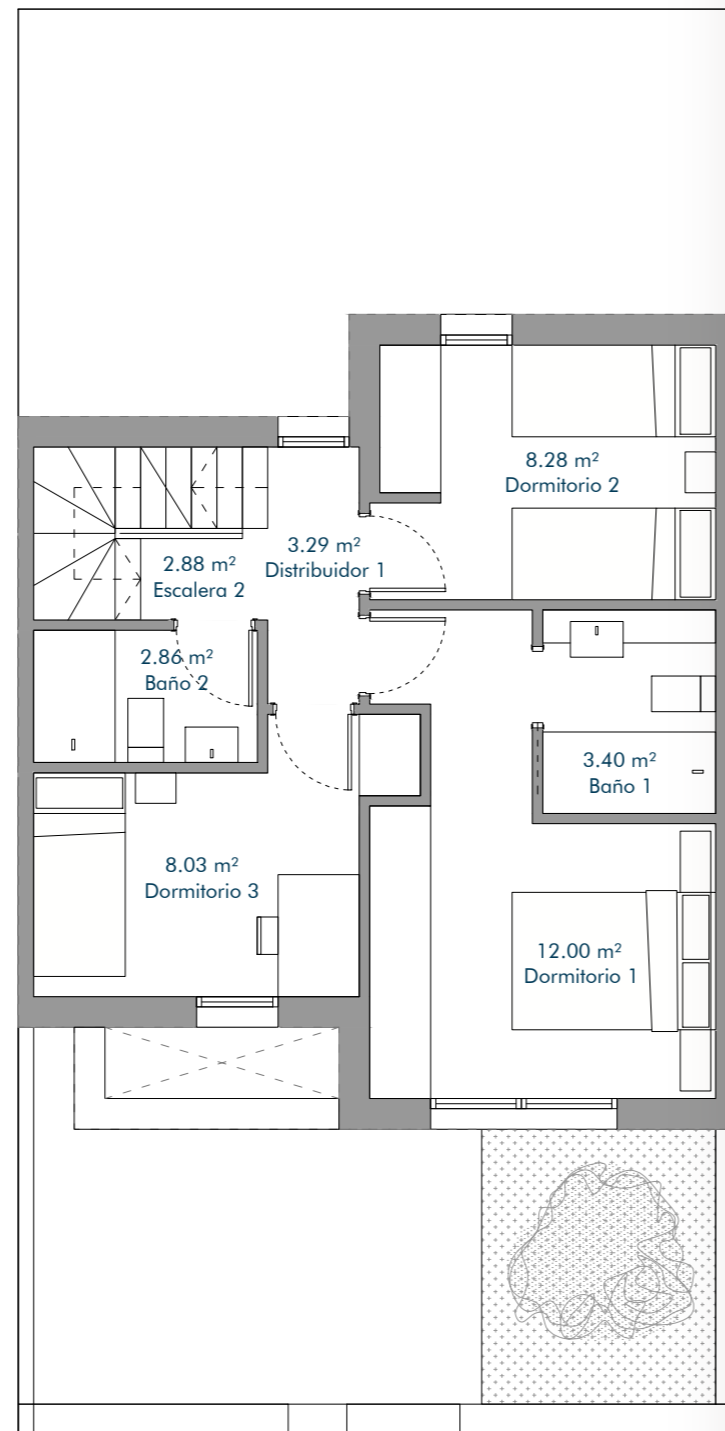 8.28 m²
Dormitorio 2
3.29 m²
Distribuidor 1
2.88 m²
Escalera 2
2.86 m²
Baño 2
3.40 m²
Baño 1
8.03 m²
Dormitorio 3
12.00 m²
Dormitorio 1